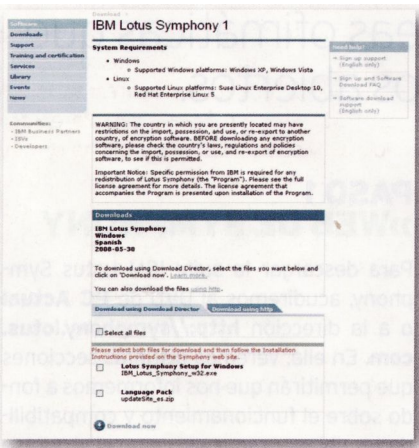 Download >
IBM Lotus Symphony 1
Software
Downloads
Support
Training and certification
Services
Library
Events
News
Communities:
IBM Business Partners
ISVs
Developers
System Requirements
Windows
Supported Windows platforms: Windows XP, Windows Vista
Linux
Supported Linux platforms: Suse Linux Enterprise Desktop 10,
Red Hat Enterprise Linux 5
Need help?
Sign up support
(English only)
Sign up and Software
Download FAQ
Software download
support
(English only)
WARNING: The country in which you are presently located may have
restrictions on the import, possession, and use, or re-export to another
country, of encryption software. BEFORE downloading any encryption
software, please check the country's laws, regulations and policies
concerning the import, possession, or use, and re-export of encryption
software, to see if this is permitted.
Important Notice: Specific permission from IBM is required for any
redistribution of Lotus Symphony (the "Program"). Please see the full
license agreement for more details. The license agreement that
accompanies the Program is presented upon installation of the Program.
Downloads
IBM Lotus Symphony
Windows
Spanish
2008-05-30
To download using Download Director, select the files you want below and
click on 'Download now'. Learn more.
You can also download the files using http.
Download using Download Director
Download using http
Select all files
Please select both files for download and then follow the Installation
Instructions provided on the Symphony web site.
Lotus Symphony Setup for Windows
IBM_Lotus_Symphony_w32.exe
Language Pack
updateSite_es.zip
Download now